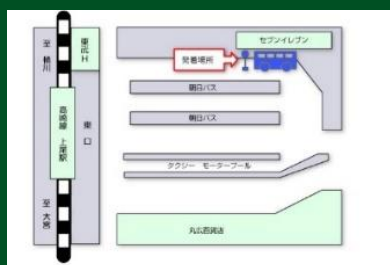 至 桶川
東武H
セブンイレブン
発着場所
朝日バス
高崎線 上尾駅
東口
朝日バス
タクシー モータープール
至 大宮
丸広百貨店